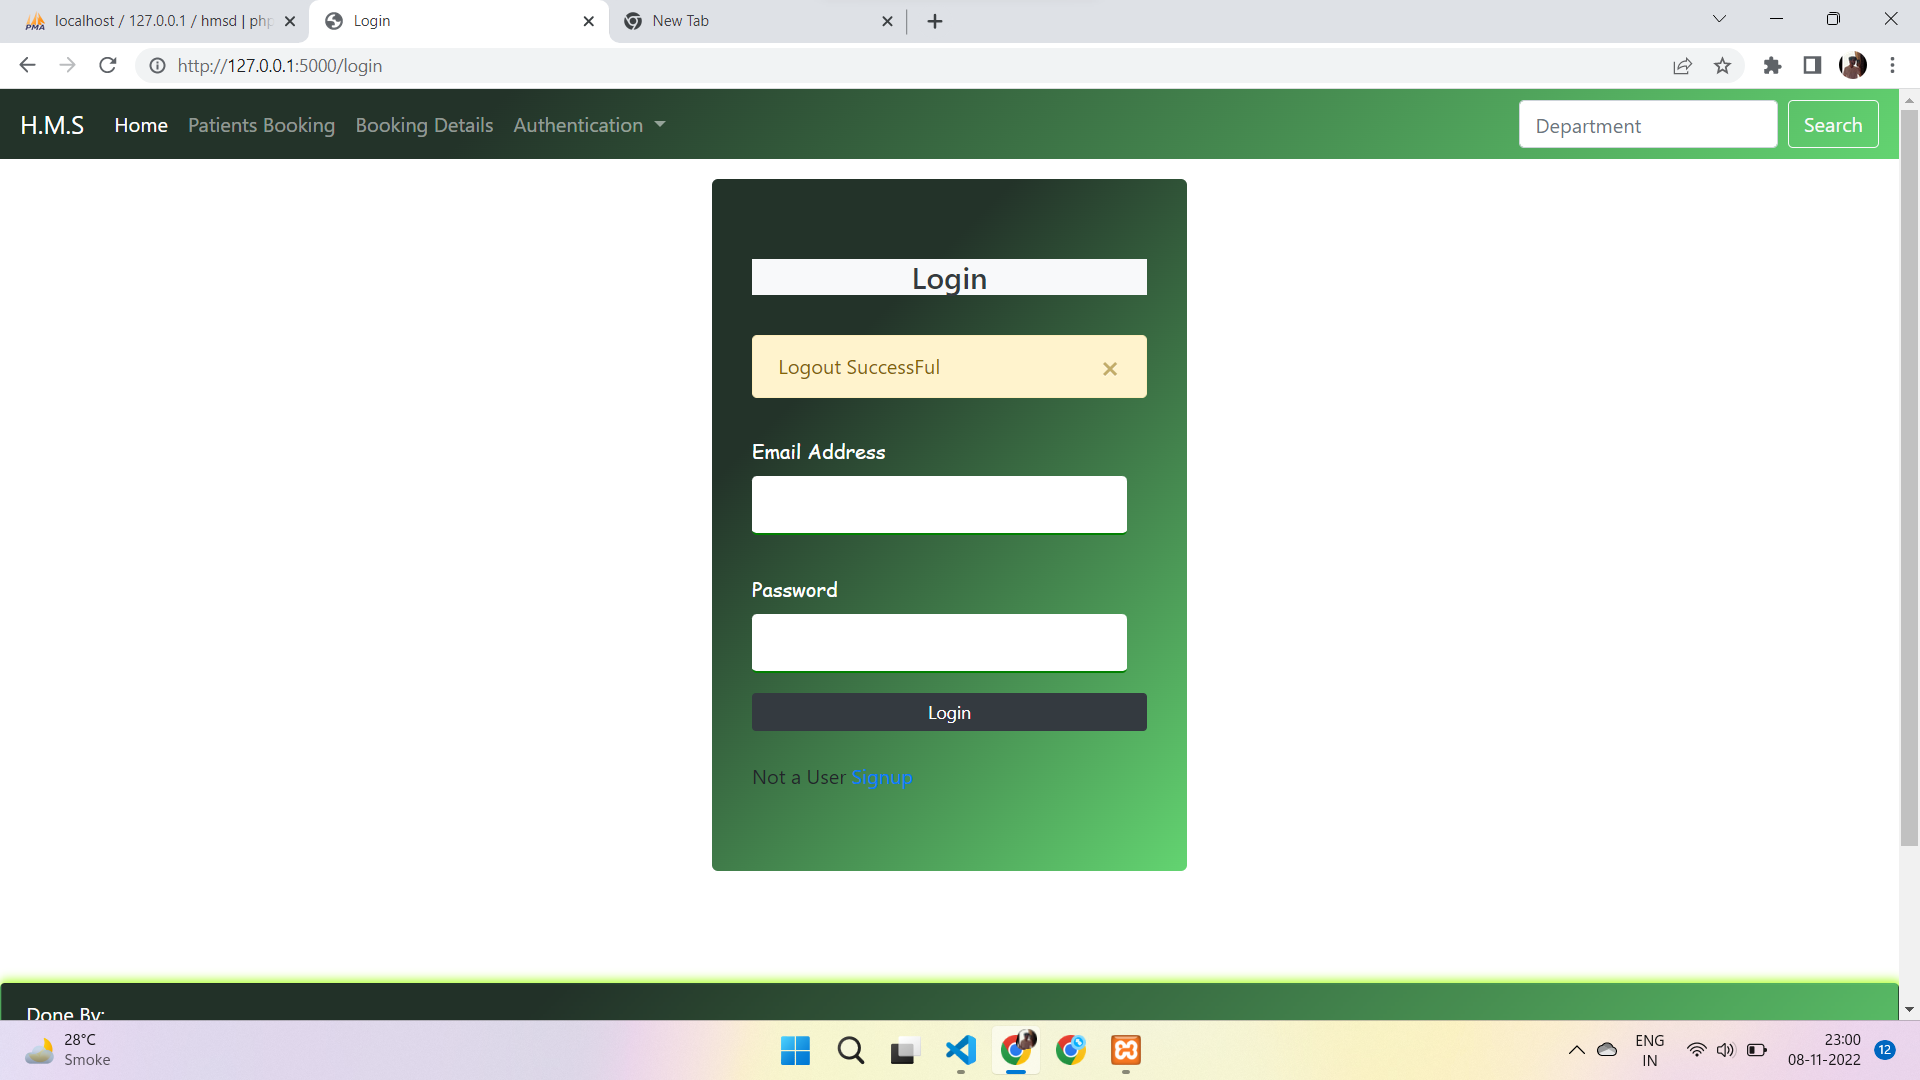 localhost / 127.0.0.1 / hmsd | php
Login
New Tab
http://127.0.0.1:5000/login
H.M.S Home Patients Booking Booking Details Authentication Department Search
Login
Logout SuccessFul ×
Email Address
Password
Login
Not a User Signup
Done By:
28°C
Smoke
ENG
IN
23:00
08-11-2022
12